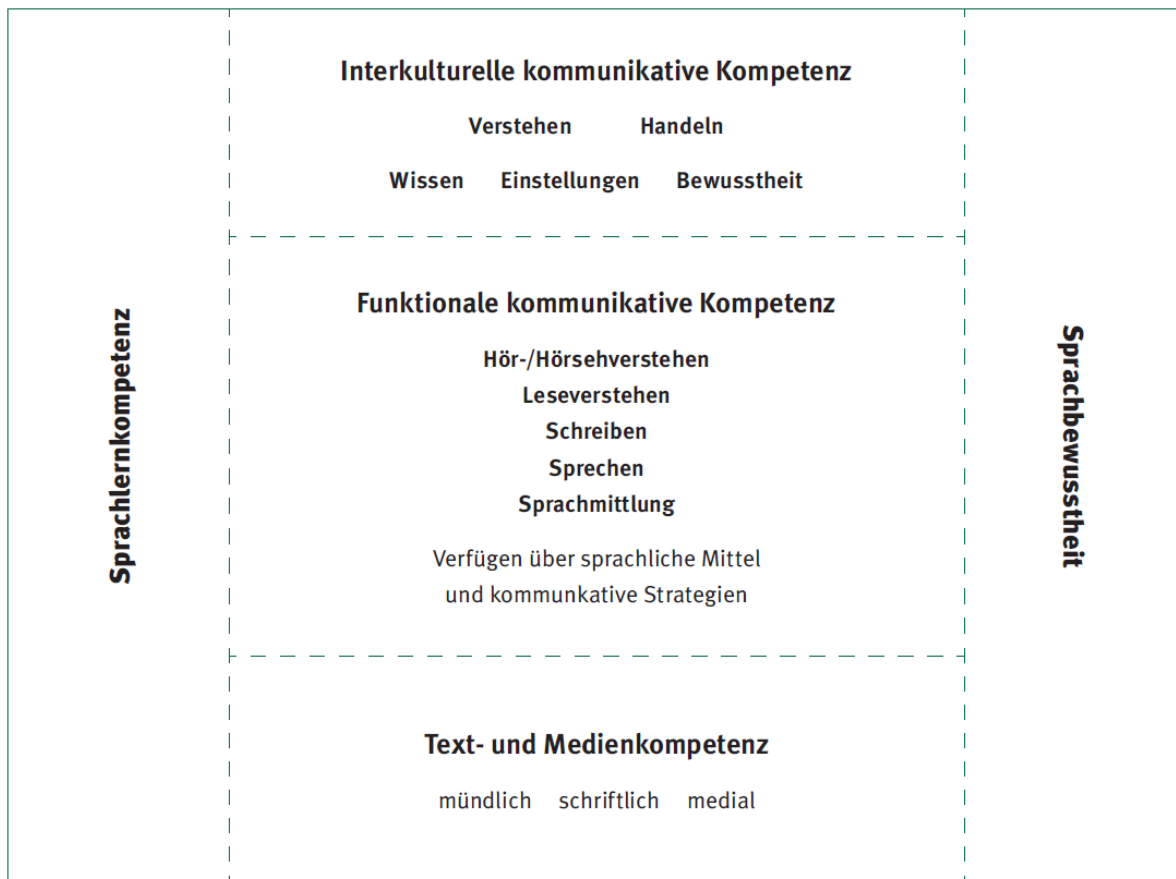 Interkulturelle kommunikative Kompetenz
Verstehen Handeln
Wissen Einstellungen Bewusstheit
Sprachlernkompetenz
Funktionale kommunikative Kompetenz
Hör-/Hörsehverstehen
Leseverstehen
Schreiben
Sprechen
Sprachmittlung
Verfügen über sprachliche Mittel
und kommunkative Strategien
Sprachbewusstheit
Text- und Medienkompetenz
mündlich schriftlich medial